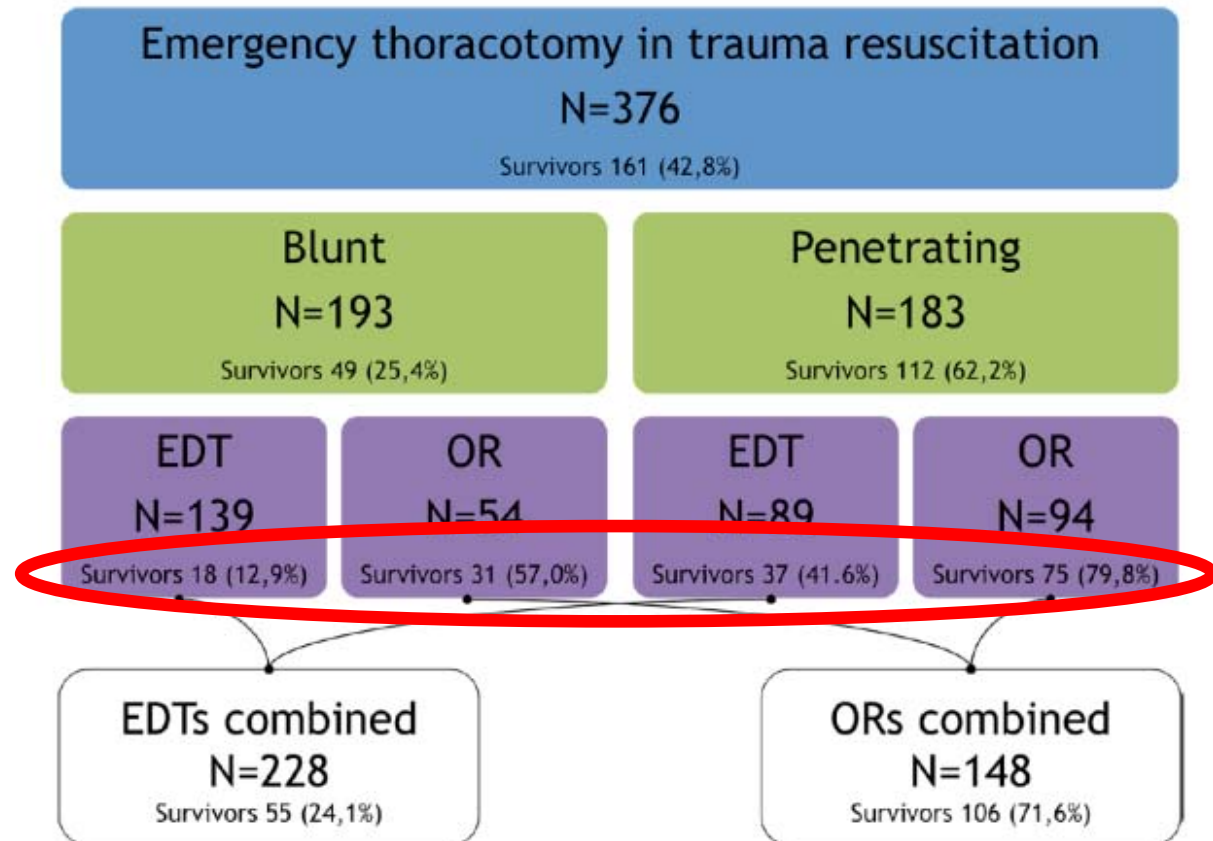 Emergency thoracotomy in trauma resuscitation
N=376
Survivors 161 (42,8%)
Blunt
N=193
Survivors 49 (25,4%)
Penetrating
N=183
Survivors 112 (62,2%)
EDT
N=139
Survivors 18 (12,9%)
OR
N=54
Survivors 31 (57,0%)
EDT
N=89
Survivors 37 (41.6%)
OR
N=94
Survivors 75 (79,8%)
EDTs combined
N=228
Survivors 55 (24,1%)
ORs combined
N=148
Survivors 106 (71,6%)